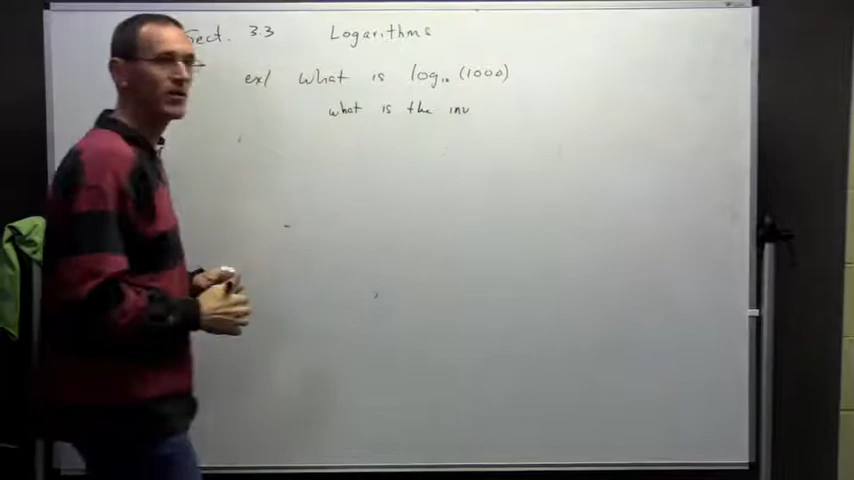 Sect. 3.3 Logarithms
ex/ What is log₁₀ (1000)
what is the inv